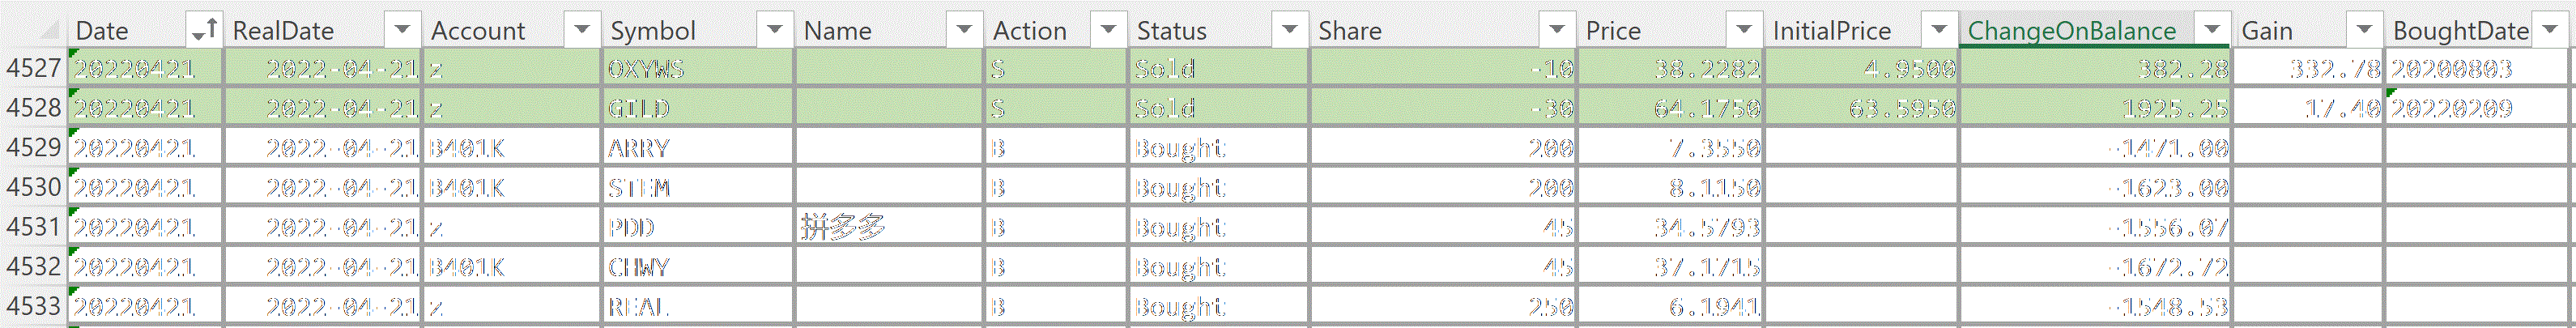 Date RealDate Account Symbol Name Action Status Share Price InitialPrice ChangeOnBalance Gain BoughtDate
4527 20220421 2022-04-21 z OXYWS S Sold -10 38.2282 4.9500 382.28 332.78 20200803
4528 20220421 2022-04-21 z GILD S Sold -30 64.1750 63.5950 1925.25 17.40 20220209
4529 20220421 2022-04-21 B401K ARRY B Bought 200 7.3550 -1471.00
4530 20220421 2022-04-21 B401K STEM B Bought 200 8.1150 -1623.00
4531 20220421 2022-04-21 z PDD 拼多多 B Bought 45 34.5793 -1556.07
4532 20220421 2022-04-21 B401K CHWY B Bought 45 37.1715 -1672.72
4533 20220421 2022-04-21 z REAL B Bought 250 6.1941 -1548.53